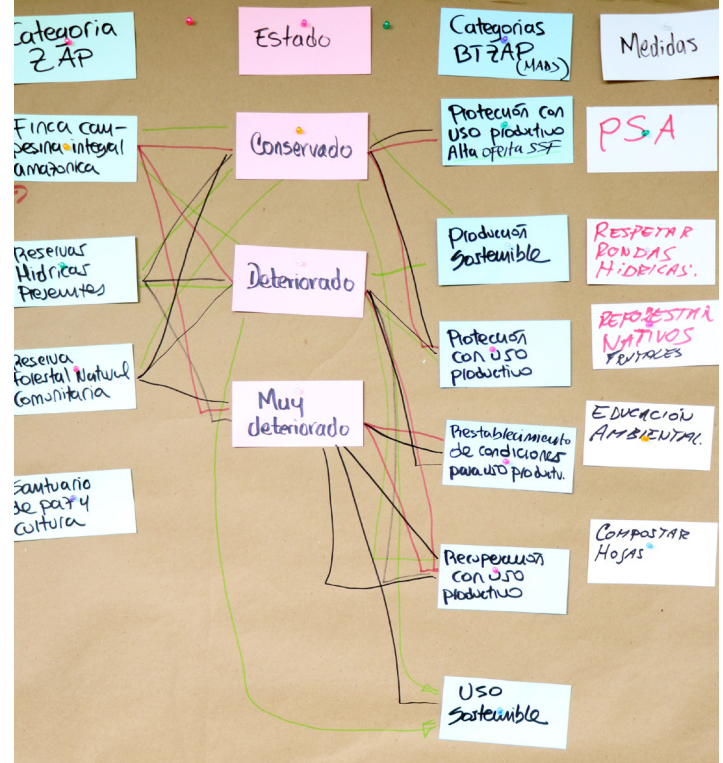 Categoria
ZAP
Estado
Categorias
BTZAP
(MADS)
Medidas
Finca cam-
pesina integral
amazonica
Conservado
Protección con
uso productivo
Alta oferta SSE
PSA
Reservas
Hidricas
Presentes
Deteriorado
Producción
Sostenible
RESPETAR
RONDAS
HIDRICAS.
Reserva
Forestal Natural
Comunitaria
Muy
deteriorado
Protección
con uso
productivo
REFORESTAR
NATIVOS
FRUTALES
Restablecimiento
de condiciones
para uso productv.
EDUCACIÓN
AMBIENTAL.
Santuario
de paz y
cultura
Recuperación
con uso
productivo
COMPOSTAR
HOJAS
Uso
Sostenible